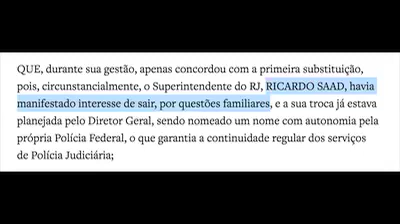 QUE, durante sua gestão, apenas concordou com a primeira substituição,
pois, circunstancialmente, o Superintendente do RJ, RICARDO SAAD, havia
manifestado interesse de sair, por questões familiares, e a sua troca já estava
planejada pelo Diretor Geral, sendo nomeado um nome com autonomia pela
própria Polícia Federal, o que garantia a continuidade regular dos serviços
de Polícia Judiciária;